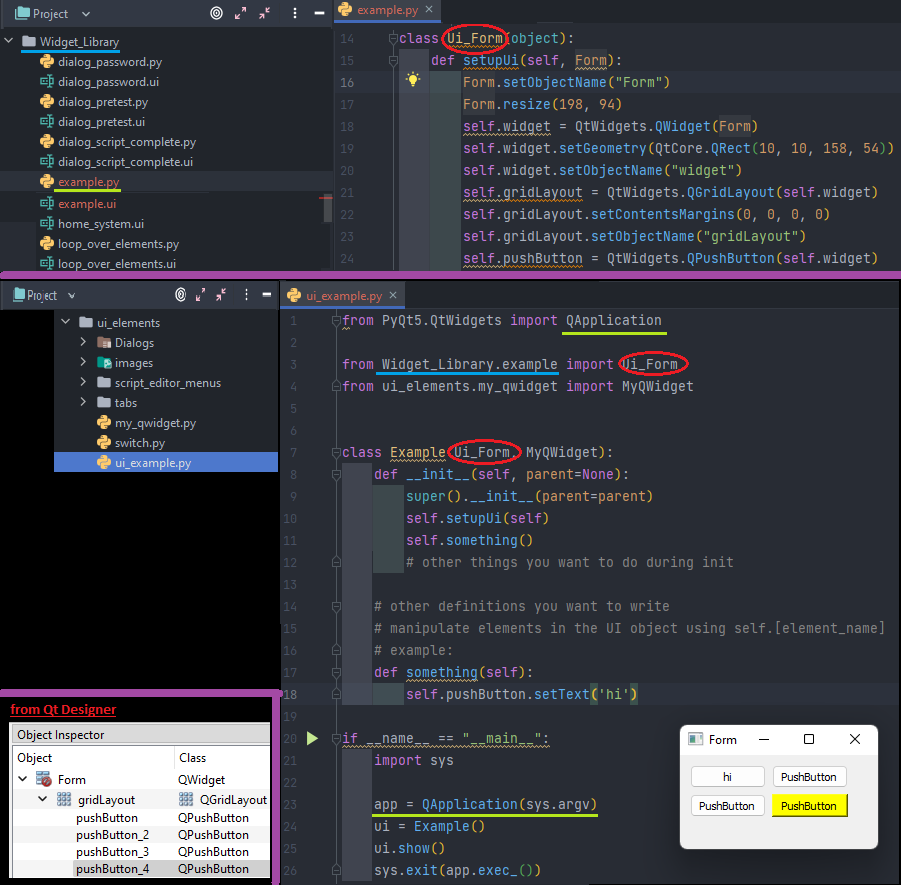 Project
Widget_Library
dialog_password.py
dialog_password.ui
dialog_pretest.py
dialog_pretest.ui
dialog_script_complete.py
dialog_script_complete.ui
example.py
example.ui
home_system.ui
loop_over_elements.py
loop_over_elements.ui
example.py
14 class Ui_Form(object):
15 def setupUi(self, Form):
16 Form.setObjectName("Form")
17 Form.resize(198, 94)
18 self.widget = QtWidgets.QWidget(Form)
19 self.widget.setGeometry(QtCore.QRect(10, 10, 158, 54))
20 self.widget.setObjectName("widget")
21 self.gridLayout = QtWidgets.QGridLayout(self.widget)
22 self.gridLayout.setContentsMargins(0, 0, 0, 0)
23 self.gridLayout.setObjectName("gridLayout")
24 self.pushButton = QtWidgets.QPushButton(self.widget)
Project
ui_elements
Dialogs
images
script_editor_menus
tabs
my_qwidget.py
switch.py
ui_example.py
ui_example.py
1 from PyQt5.QtWidgets import QApplication
2
3 from Widget_Library.example import Ui_Form
4 from ui_elements.my_qwidget import MyQWidget
5
6
7 class Example(Ui_Form, MyQWidget):
8 def __init__(self, parent=None):
9 super().__init__(parent=parent)
10 self.setupUi(self)
11 self.something()
12 # other things you want to do during init
13
14 # other definitions you want to write
15 # manipulate elements in the UI object using self.[element_name]
16 # example:
17 def something(self):
18 self.pushButton.setText('hi')
19
20 if __name__ == "__main__":
21 import sys
22
23 app = QApplication(sys.argv)
24 ui = Example()
25 ui.show()
26 sys.exit(app.exec_())
from Qt Designer
Object Inspector
Object Class
Form QWidget
gridLayout QGridLayout
pushButton QPushButton
pushButton_2 QPushButton
pushButton_3 QPushButton
pushButton_4 QPushButton
Form
hi PushButton
PushButton PushButton